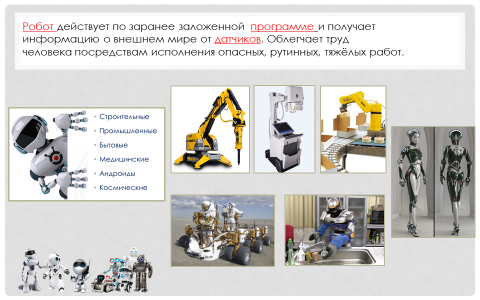 Робот действует по заранее заложенной программе и получает
информацию о внешнем мире от датчиков. Облегчает труд
человека посредствам исполнения опасных, рутинных, тяжёлых работ.
• Строительные
• Промышленные
• Бытовые
• Медицинские
• Андроиды
• Космические